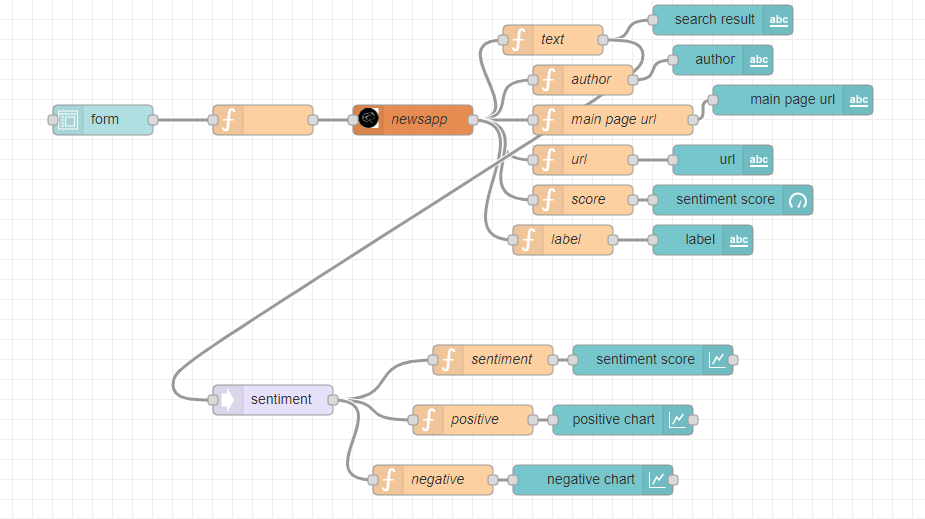 text
search result abc
author
author abc
form
newsapp
main page url
main page url abc
url
url abc
score
sentiment score
label
label abc
sentiment
sentiment
sentiment score
positive
positive chart
negative
negative chart